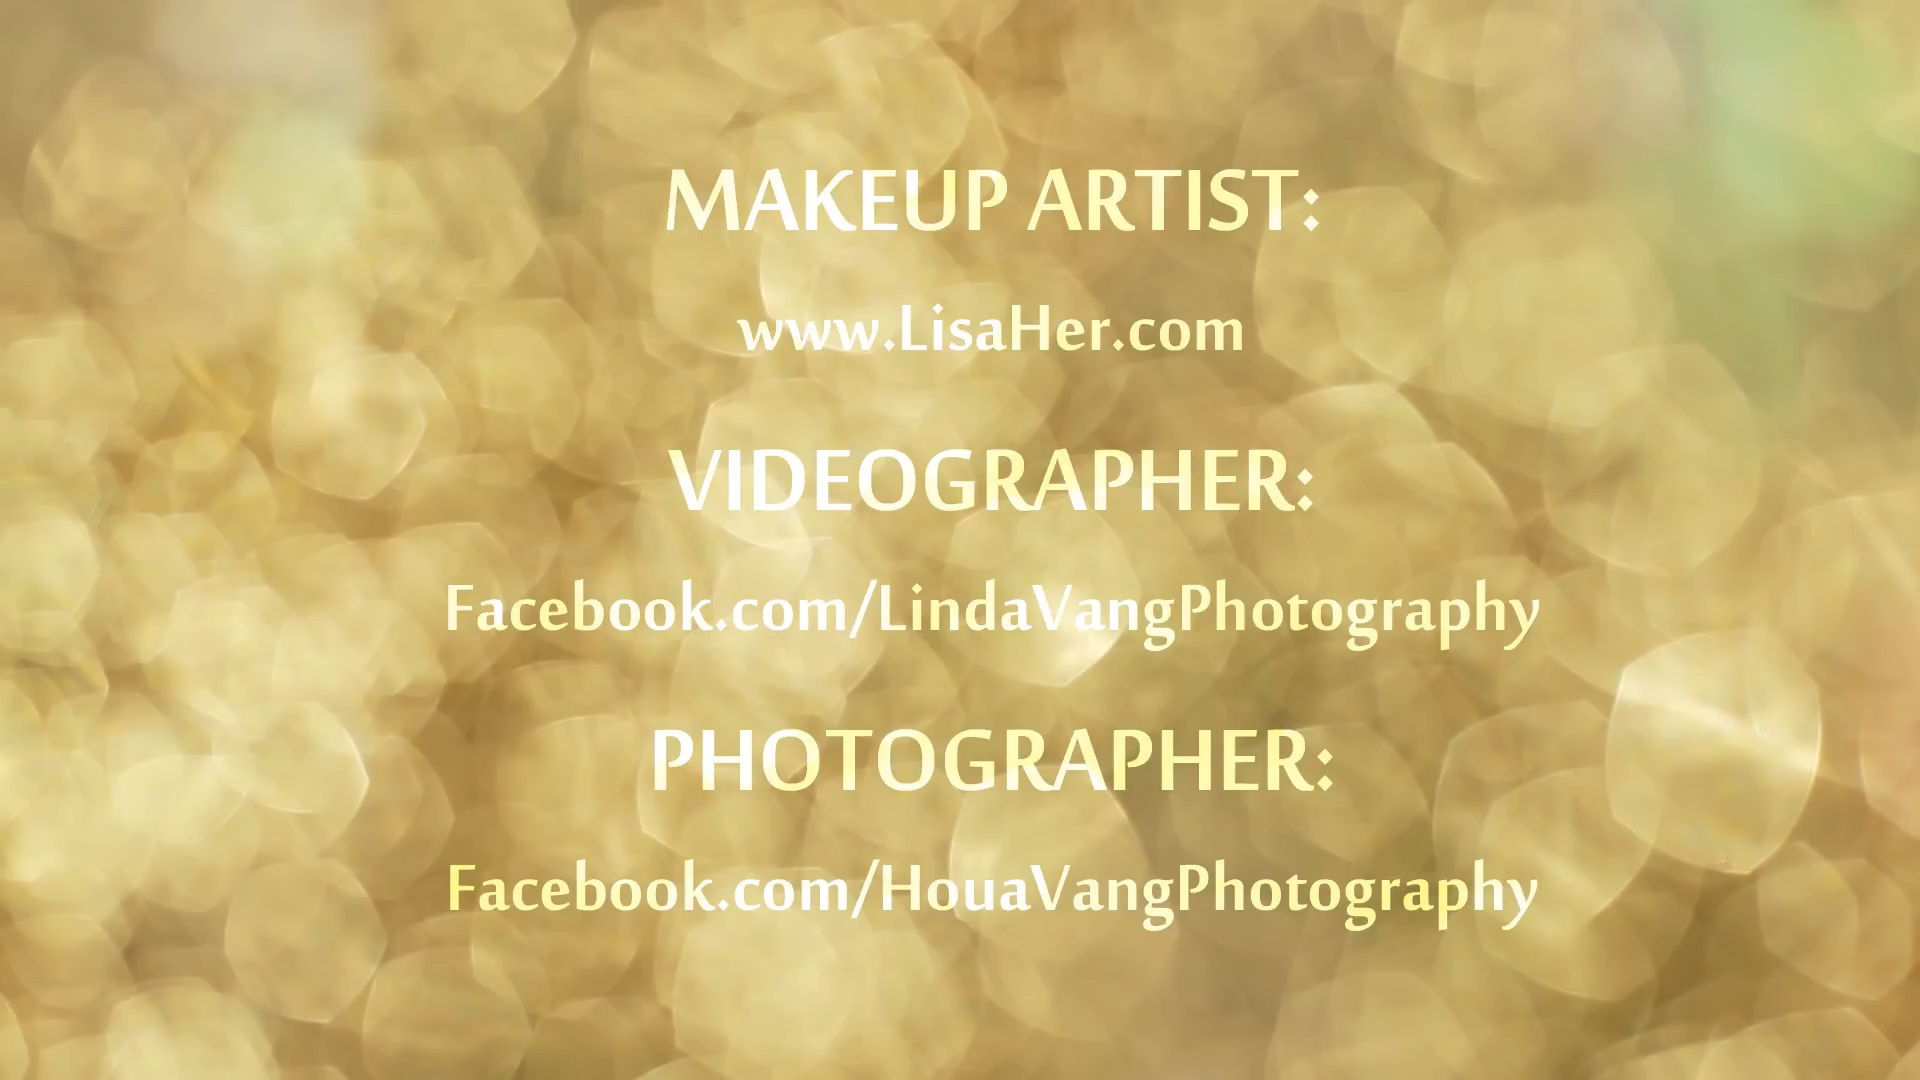 MAKEUP ARTIST:
www.LisaHer.com
VIDEOGRAPHER:
Facebook.com/LindaVangPhotography
PHOTOGRAPHER:
Facebook.com/HouaVangPhotography